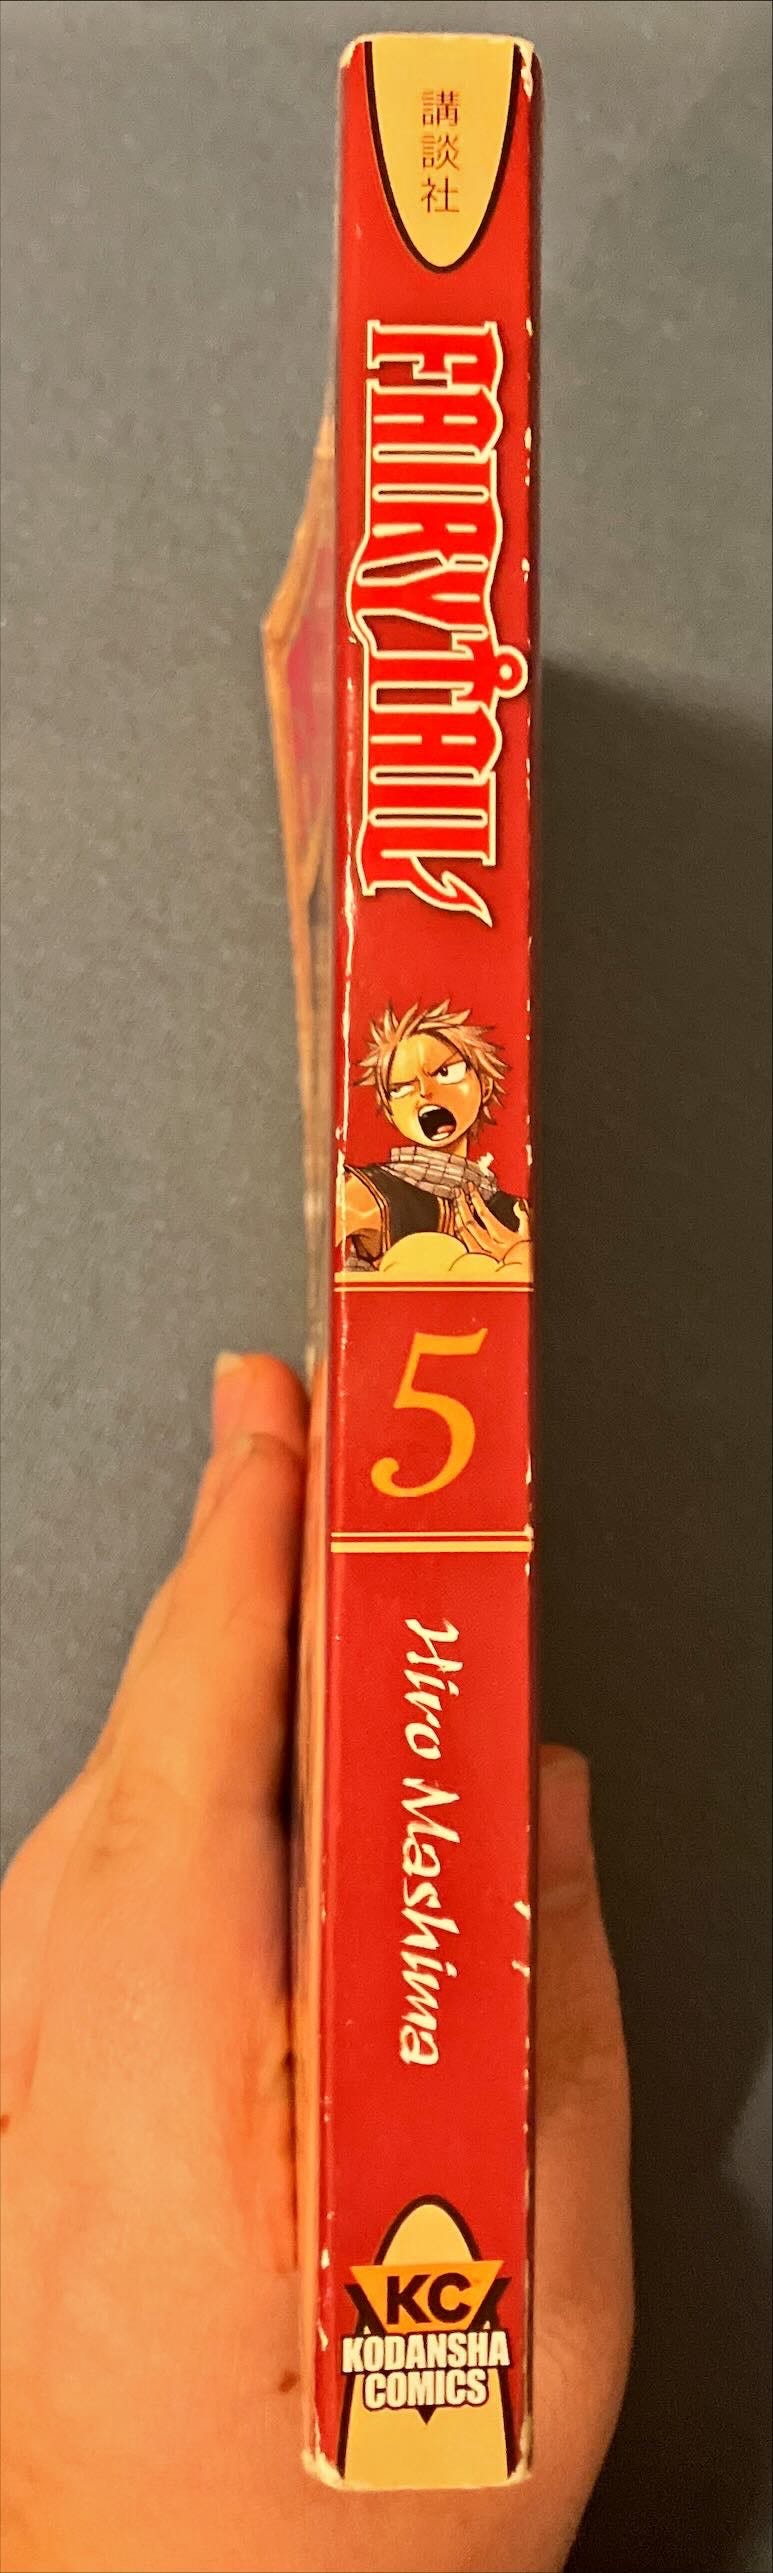 講談社
FAIRY TAIL
5
Hiro Mashima
KC
KODANSHA
COMICS